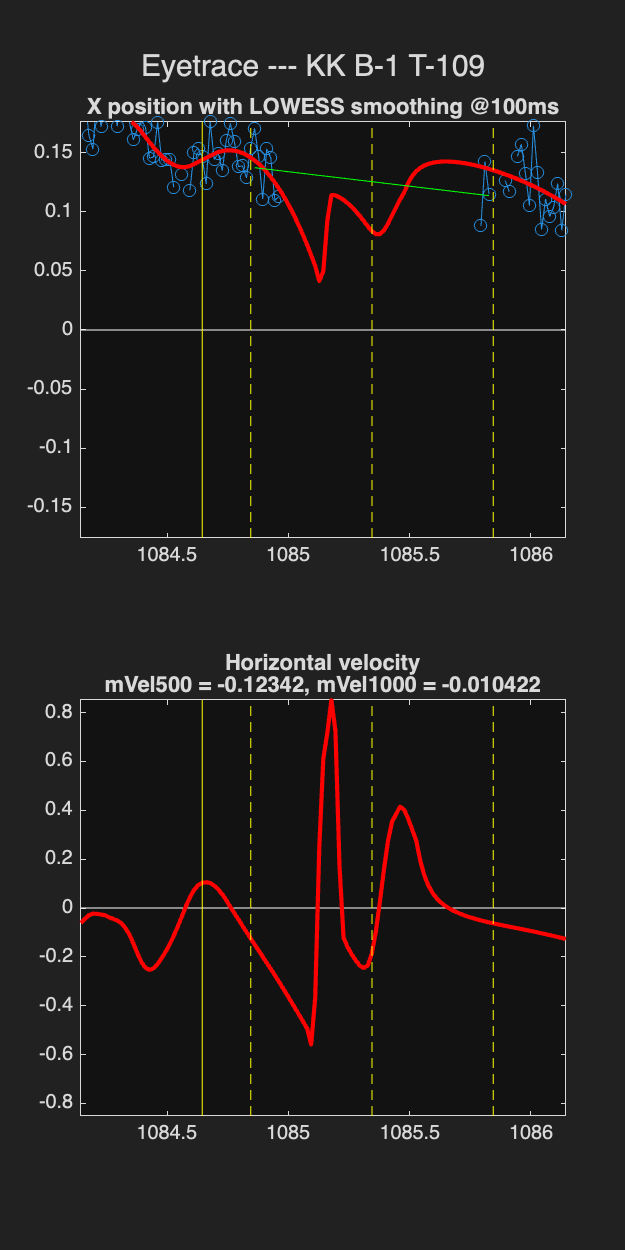 Eyetrace --- KK B-1 T-109
X position with LOWESS smoothing @100ms
0.15
0.1
0.05
0
-0.05
-0.1
-0.15
1084.5 1085 1085.5 1086
Horizontal velocity
mVel500 = -0.12342, mVel1000 = -0.010422
0.8
0.6
0.4
0.2
0
-0.2
-0.4
-0.6
-0.8
1084.5 1085 1085.5 1086